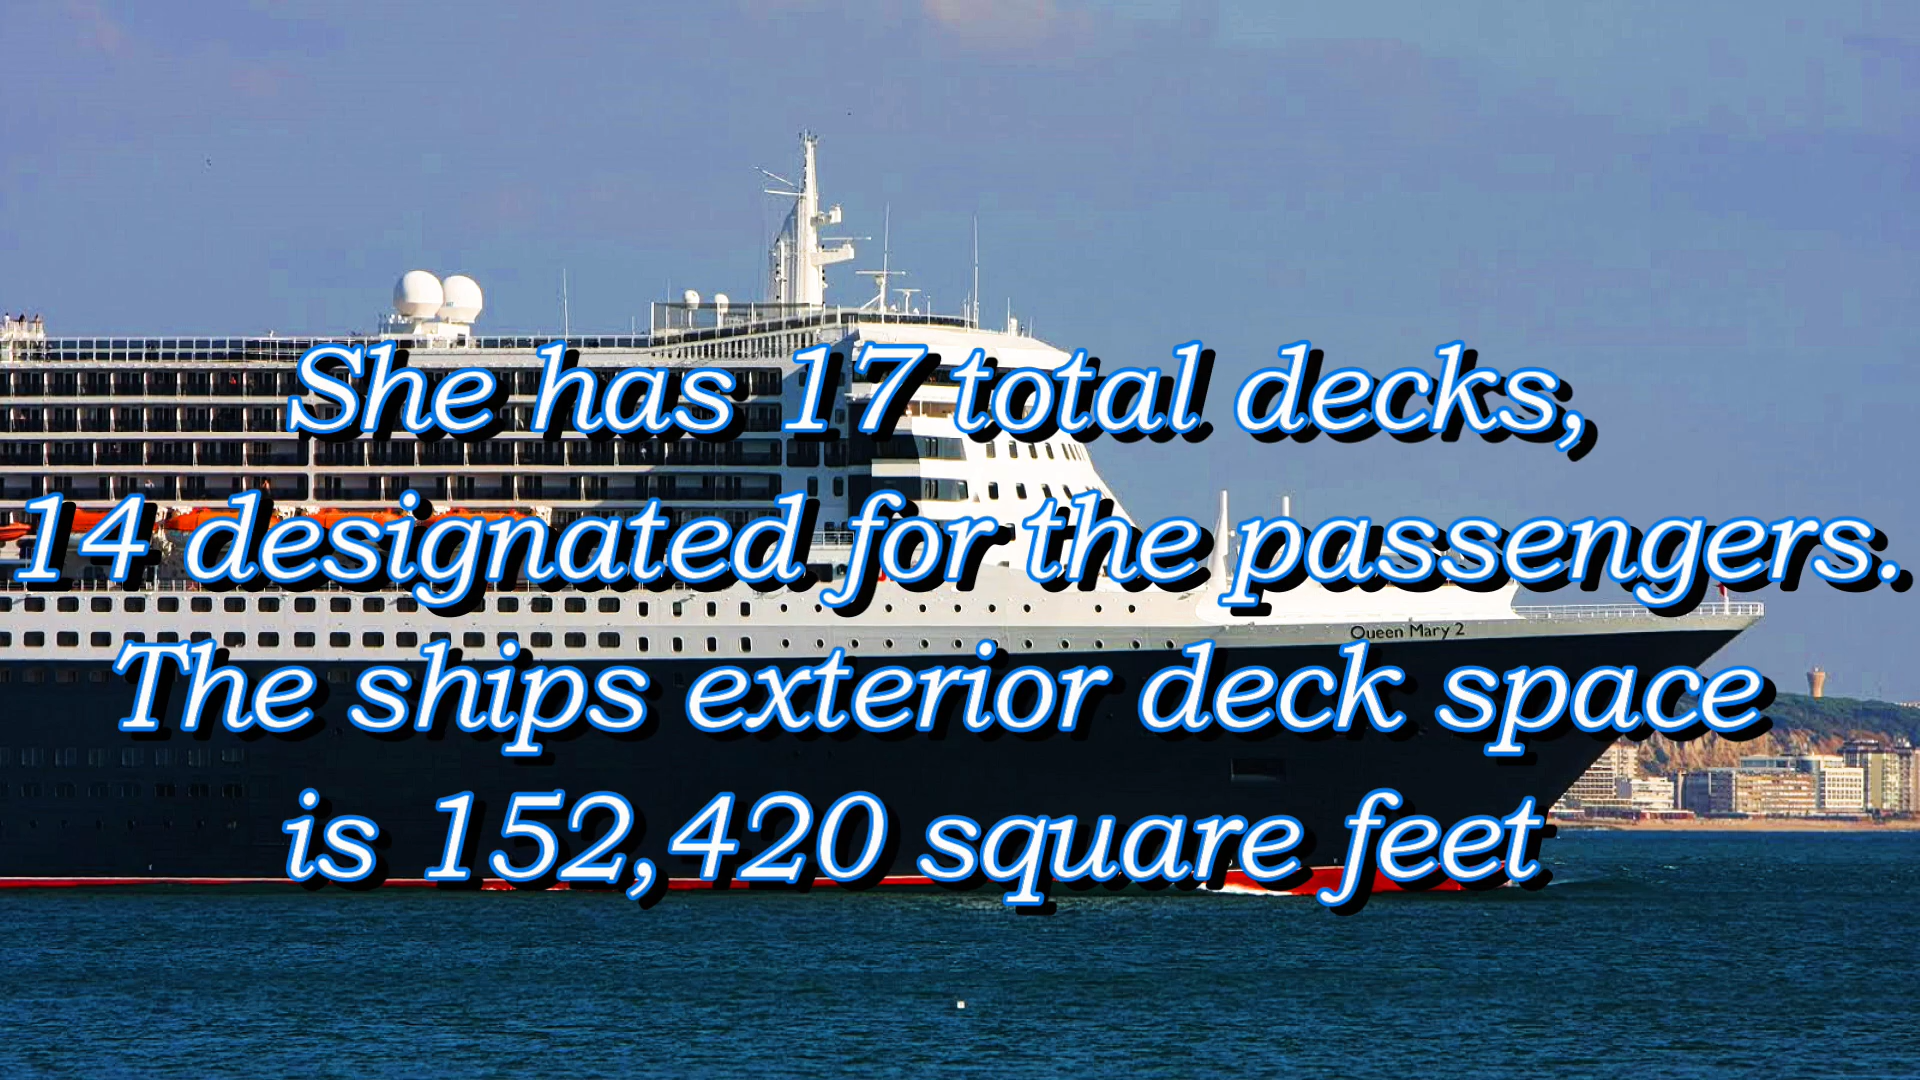 She has 17 total decks,
14 designated for the passengers.
Queen Mary 2
The ships exterior deck space
is 152,420 square feet